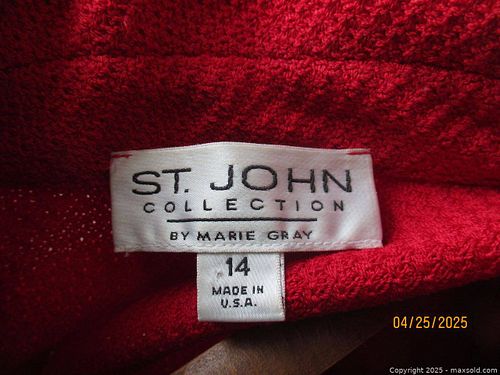 ST. JOHN
COLLECTION
BY MARIE GRAY
14
MADE IN
U.S.A.
04/25/2025
Copyright © 2025 - maxsold.com